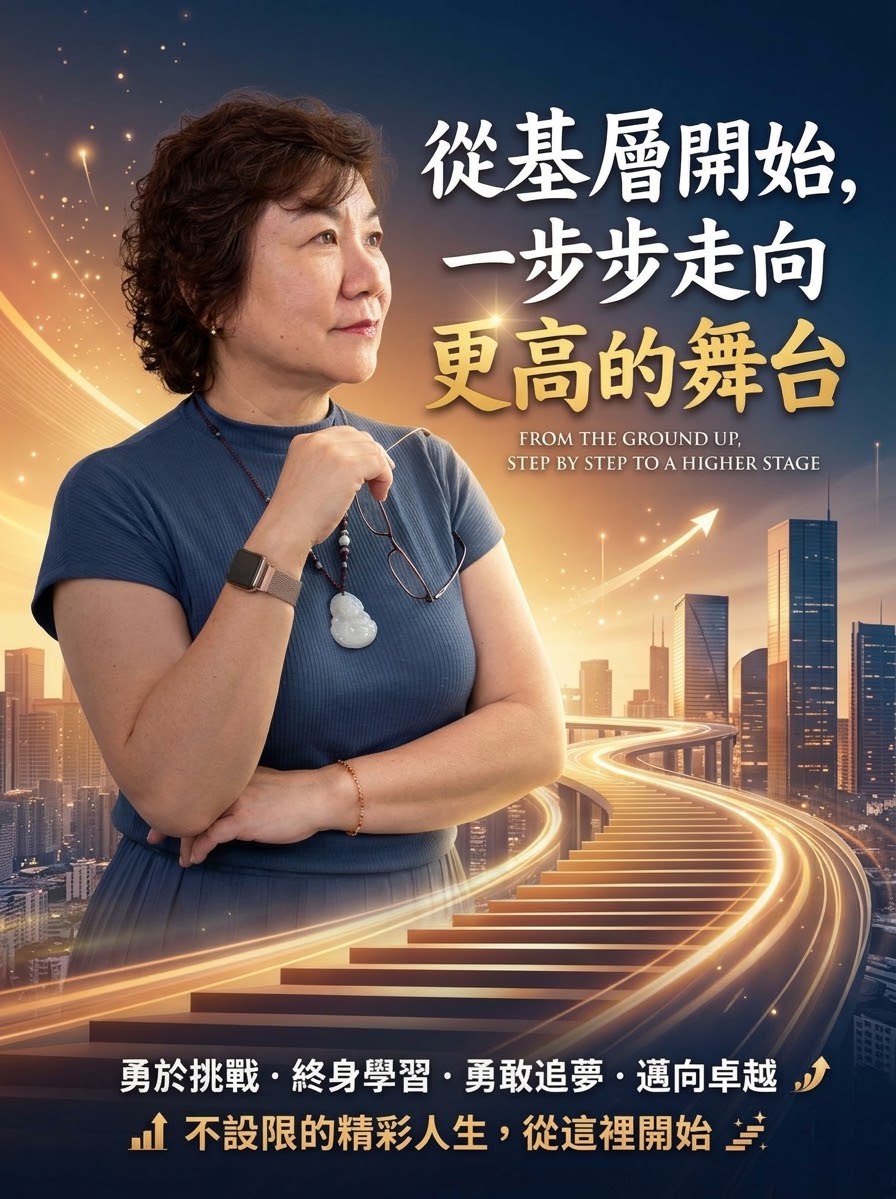 從基層開始，
一步步走向
更高的舞台
FROM THE GROUND UP,
STEP BY STEP TO A HIGHER STAGE
勇於挑戰・終身學習・勇敢追夢・邁向卓越
不設限的精彩人生，從這裡開始